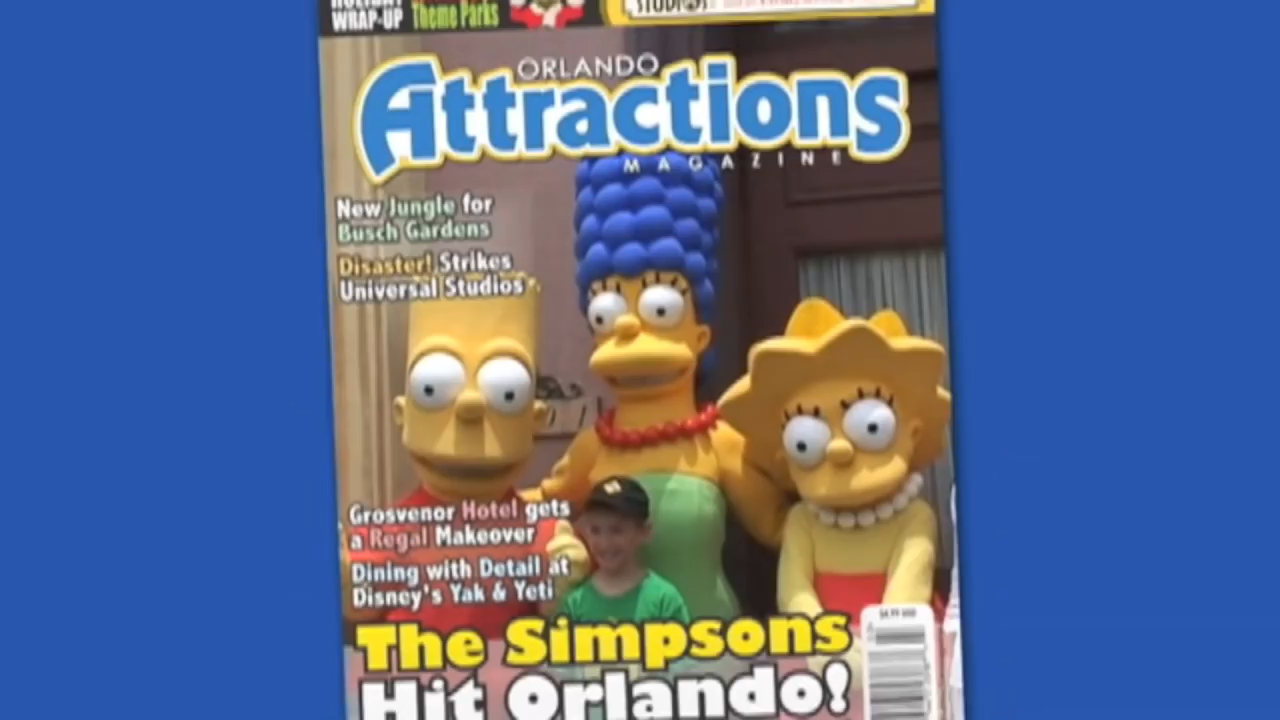 WRAP-UP
Theme Parks
STUDIOS
ORLANDO
Attractions
MAGAZINE
New Jungle for
Busch Gardens
Disaster! Strikes
Universal Studios
Grosvenor Hotel gets
a Regal Makeover
Dining with Detail at
Disney's Yak & Yeti
The Simpsons
Hit Orlando!